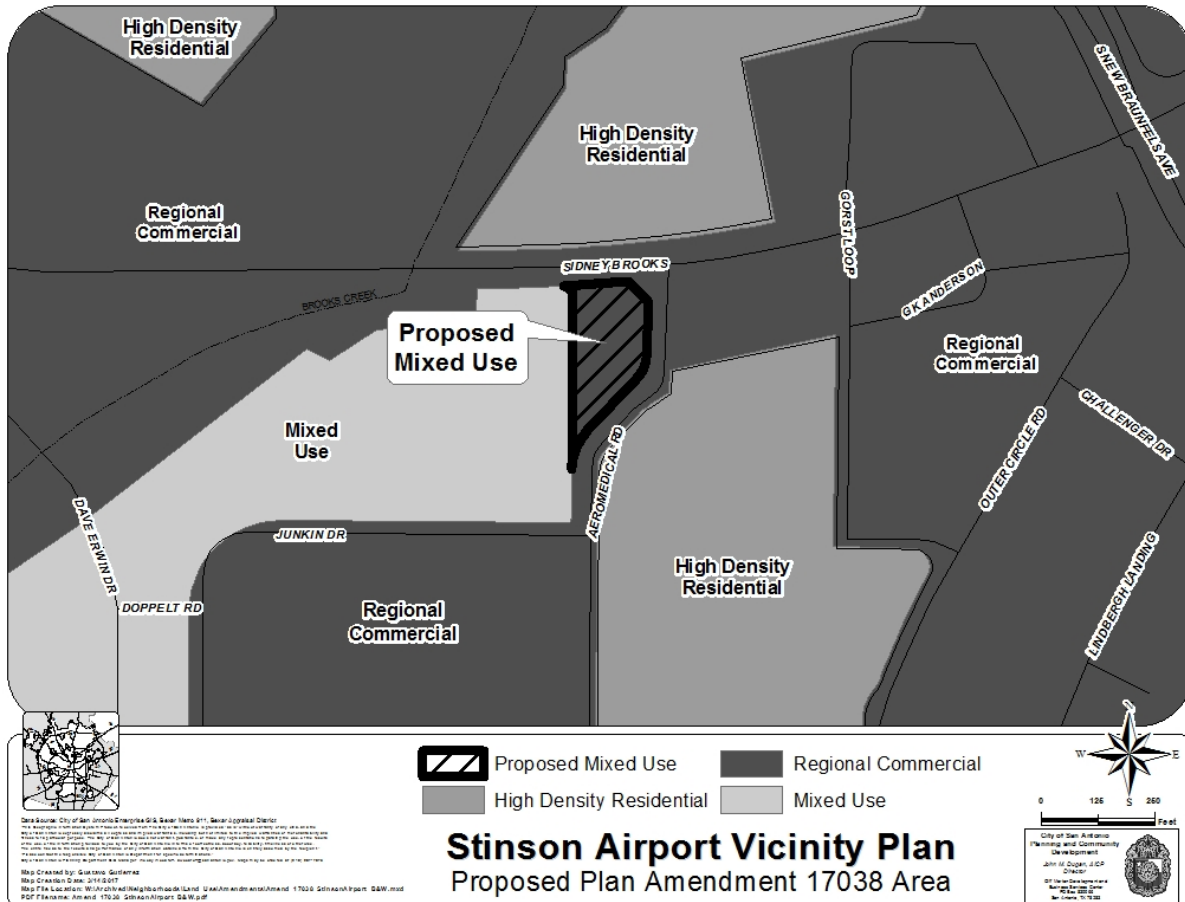 High Density
Residential
High Density
Residential
S NEW BRAUNFELS AVE
Regional
Commercial
GORST LOOP
SIDNEY BROOKS
BROOKS CREEK
GK ANDERSON
Proposed
Mixed Use
Regional
Commercial
CHALLENGER DR
Mixed
Use
OUTER CIRCLE RD
AEROMEDICAL RD
DAVE ERWIN DR
JUNKIN DR
High Density
Residential
LINDBERGH LANDING
DOPPELT RD
Regional
Commercial
Proposed Mixed Use
Regional Commercial
High Density Residential
Mixed Use
W
E
S
0 125 250
Feet
Stinson Airport Vicinity Plan
Proposed Plan Amendment 17038 Area
Data Source: City of San Antonio Enterprise GIS, Bexar Metro 911, Bexar Appraisal District
Map Created by: Gustavo Gutierrez
Map Creation Date: 3/14/2017
PDF Filename: Amend_17038_StinsonAirport_B&W.pdf
City of San Antonio
Planning and Community
Development
John M. Dugan, AICP
Director